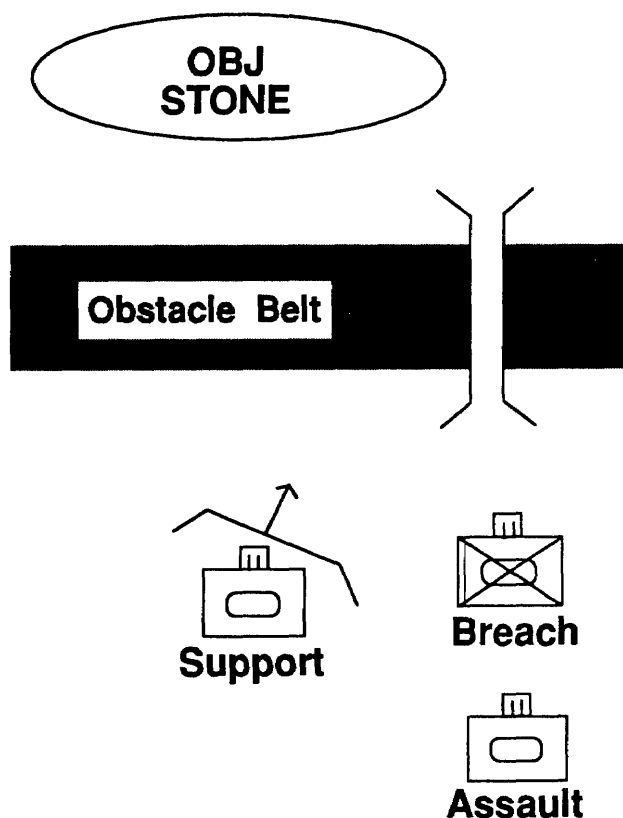 OBJ
STONE
Obstacle Belt
Support
Breach
Assault